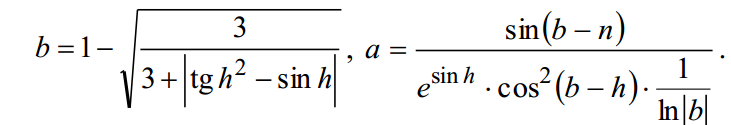 b = 1 − √(3 / (3 + |tg h² − sin h|)), a = sin(b − n) / (e^(sin h) · cos²(b − h) · 1 / ln|b|).